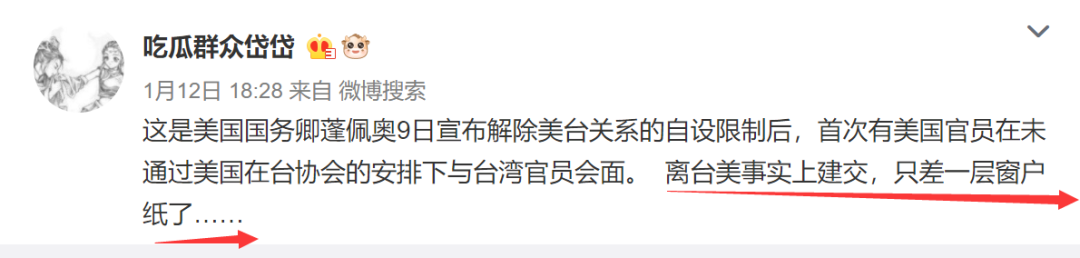 吃瓜群众岱岱
1月12日 18:28 来自 微博搜索
这是美国国务卿蓬佩奥9日宣布解除美台关系的自设限制后，首次有美国官员在未
通过美国在台协会的安排下与台湾官员会面。 离台美事实上建交，只差一层窗户
纸了……